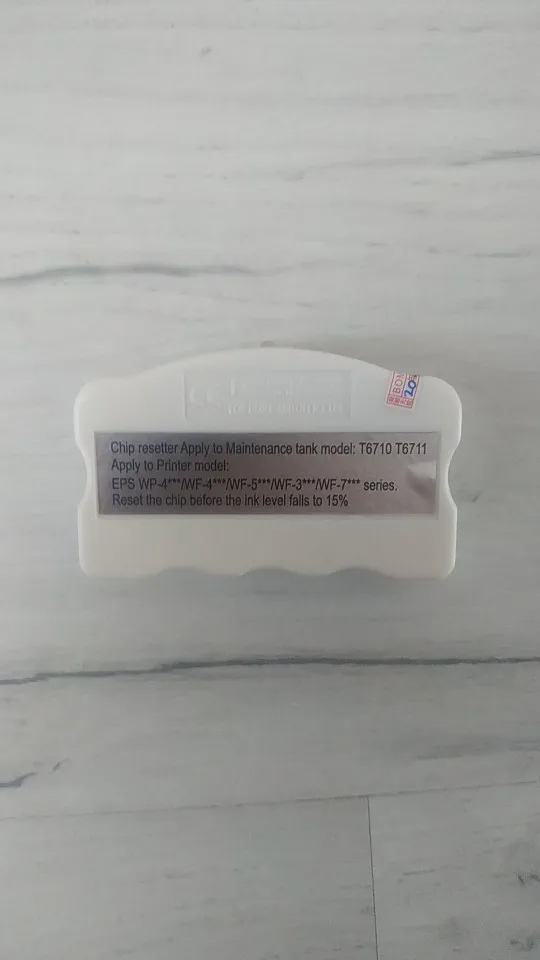 Chip resetter Apply to Maintenance tank model: T6710 T6711
Apply to Printer model:
EPS WP-4***/WF-4***/WF-5***/WF-3***/WF-7*** series.
Reset the chip before the ink level falls to 15%